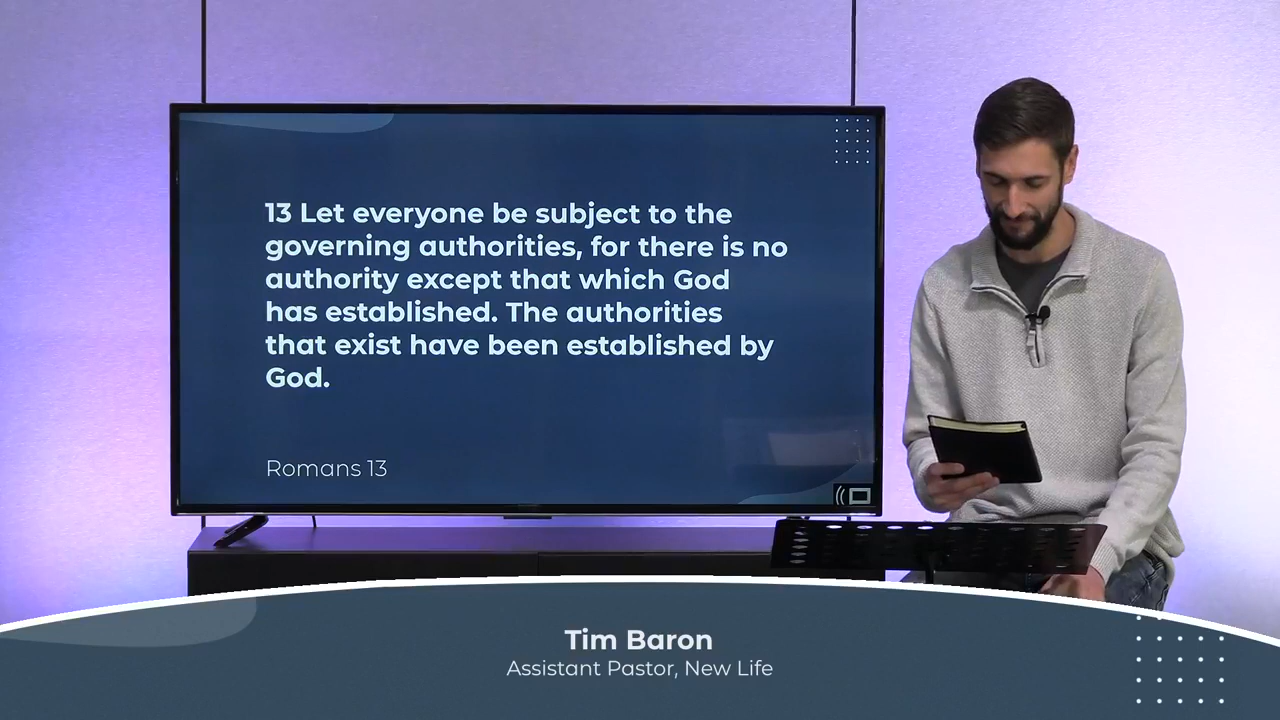 13 Let everyone be subject to the
governing authorities, for there is no
authority except that which God
has established. The authorities
that exist have been established by
God.
Romans 13
Tim Baron
Assistant Pastor, New Life